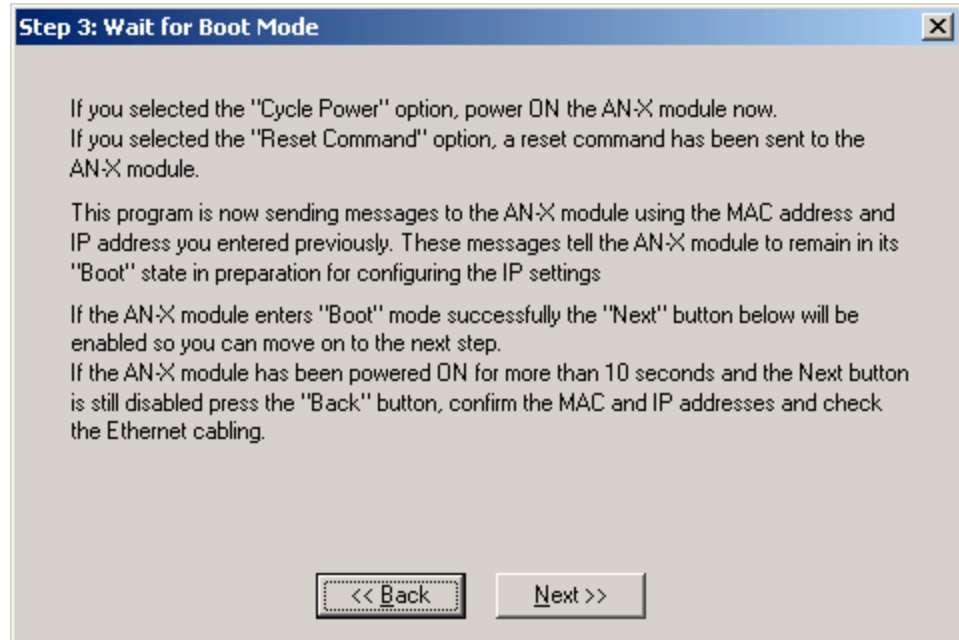 Step 3: Wait for Boot Mode
If you selected the "Cycle Power" option, power ON the AN-X module now.
If you selected the "Reset Command" option, a reset command has been sent to the
AN-X module.
This program is now sending messages to the AN-X module using the MAC address and
IP address you entered previously. These messages tell the AN-X module to remain in its
"Boot" state in preparation for configuring the IP settings
If the AN-X module enters "Boot" mode successfully the "Next" button below will be
enabled so you can move on to the next step.
If the AN-X module has been powered ON for more than 10 seconds and the Next button
is still disabled press the "Back" button, confirm the MAC and IP addresses and check
the Ethernet cabling.
<< Back Next >>